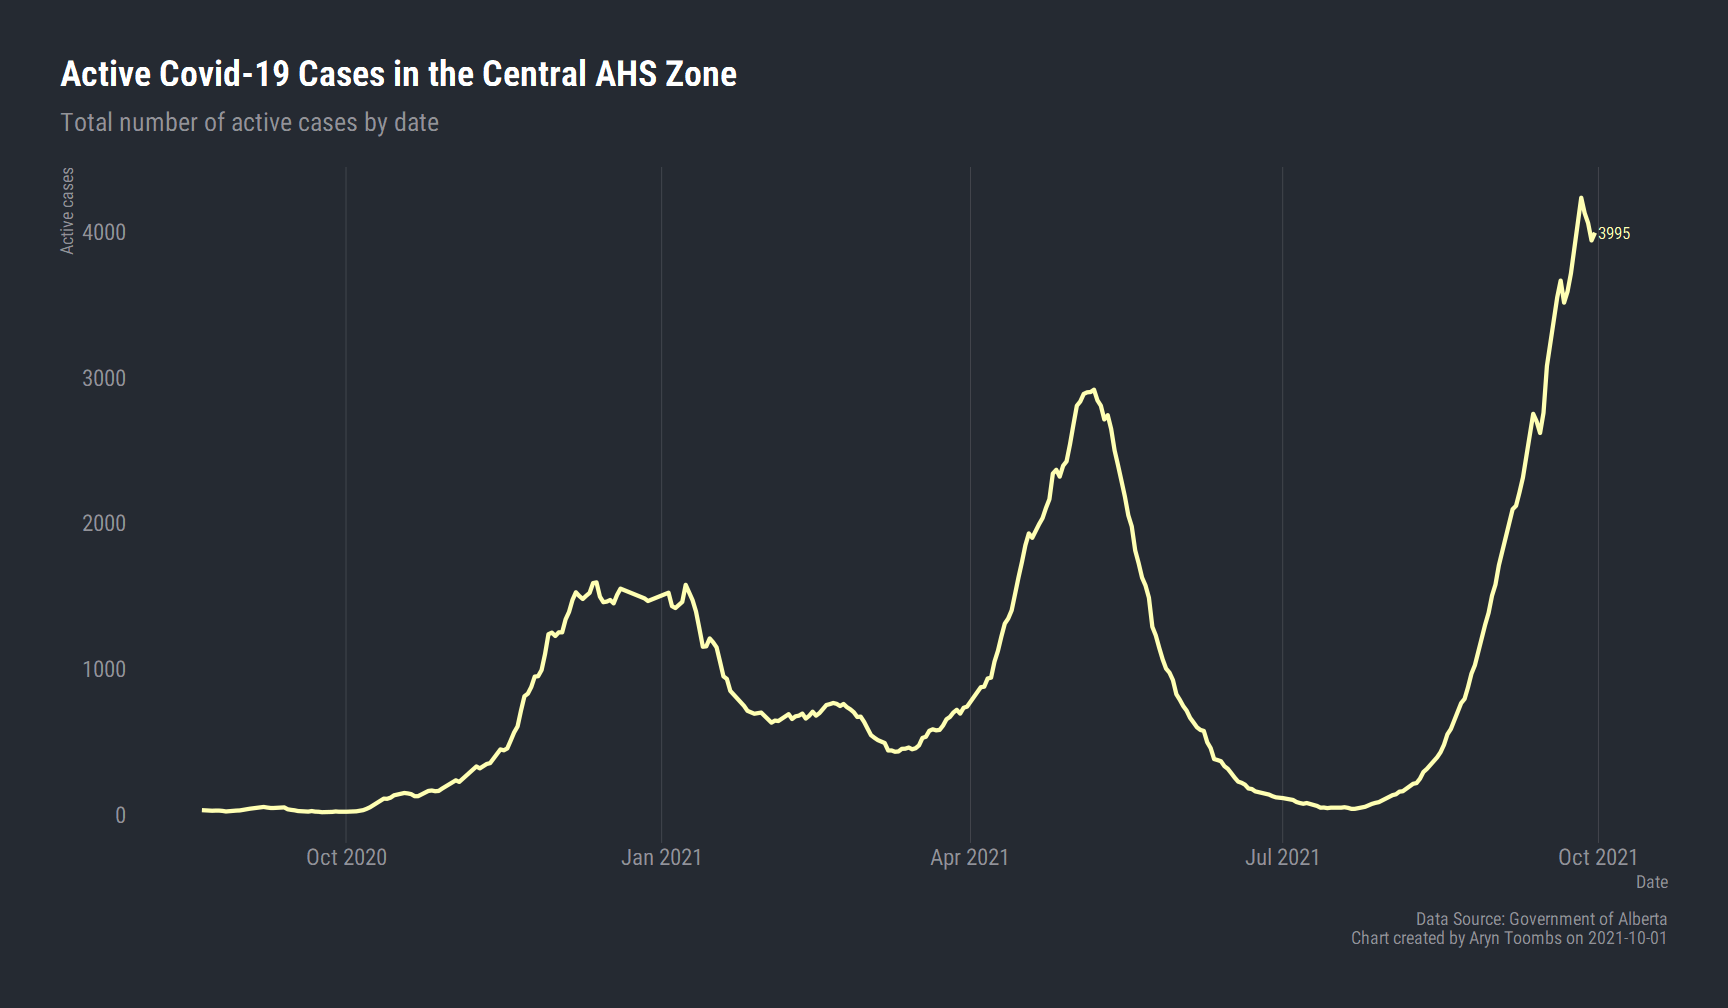 Active Covid-19 Cases in the Central AHS Zone
Total number of active cases by date
Active cases
4000
3000
2000
1000
0
3995
Oct 2020
Jan 2021
Apr 2021
Jul 2021
Oct 2021
Date
Data Source: Government of Alberta
Chart created by Aryn Toombs on 2021-10-01